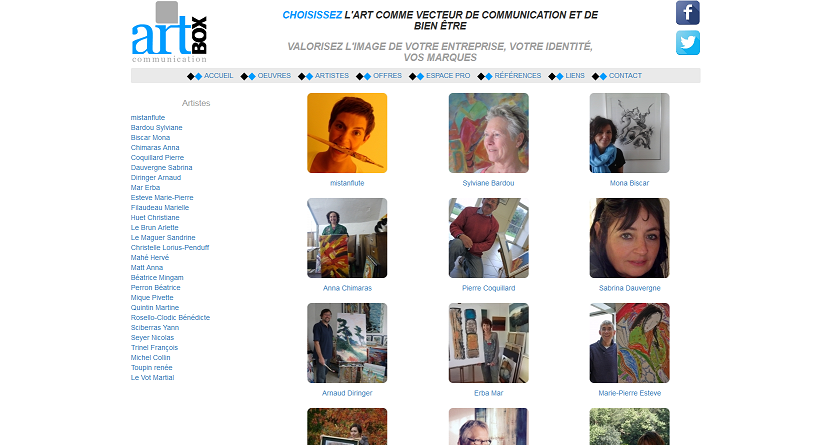 art BOX
communication
CHOISISSEZ L'ART COMME VECTEUR DE COMMUNICATION ET DE
BIEN ÊTRE
VALORISEZ L'IMAGE DE VOTRE ENTREPRISE, VOTRE IDENTITÉ,
VOS MARQUES
f
ACCUEIL OEUVRES ARTISTES OFFRES ESPACE PRO RÉFÉRENCES LIENS CONTACT
Artistes
mistanflute
Bardou Sylviane
Biscar Mona
Chimaras Anna
Coquillard Pierre
Dauvergne Sabrina
Diringer Arnaud
Mar Erba
Esteve Marie-Pierre
Filaudeau Marielle
Huet Christiane
Le Brun Arlette
Le Maguer Sandrine
Christelle Lorius-Penduff
Mahé Hervé
Matt Anna
Béatrice Mingam
Perron Béatrice
Mique Pivette
Quintin Martine
Rosello-Clodic Bénédicte
Sciberras Yann
Seyer Nicolas
Trinel François
Michel Collin
Toupin renée
Le Vot Martial
mistanflute
Sylviane Bardou
Mona Biscar
Anna Chimaras
Pierre Coquillard
Sabrina Dauvergne
Arnaud Diringer
Erba Mar
Marie-Pierre Esteve